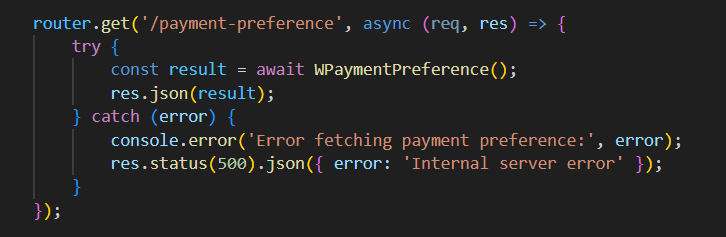 router.get('/payment-preference', async (req, res) => {
    try {
        const result = await WPaymentPreference();
        res.json(result);
    } catch (error) {
        console.error('Error fetching payment preference:', error);
        res.status(500).json({ error: 'Internal server error' });
    }
});